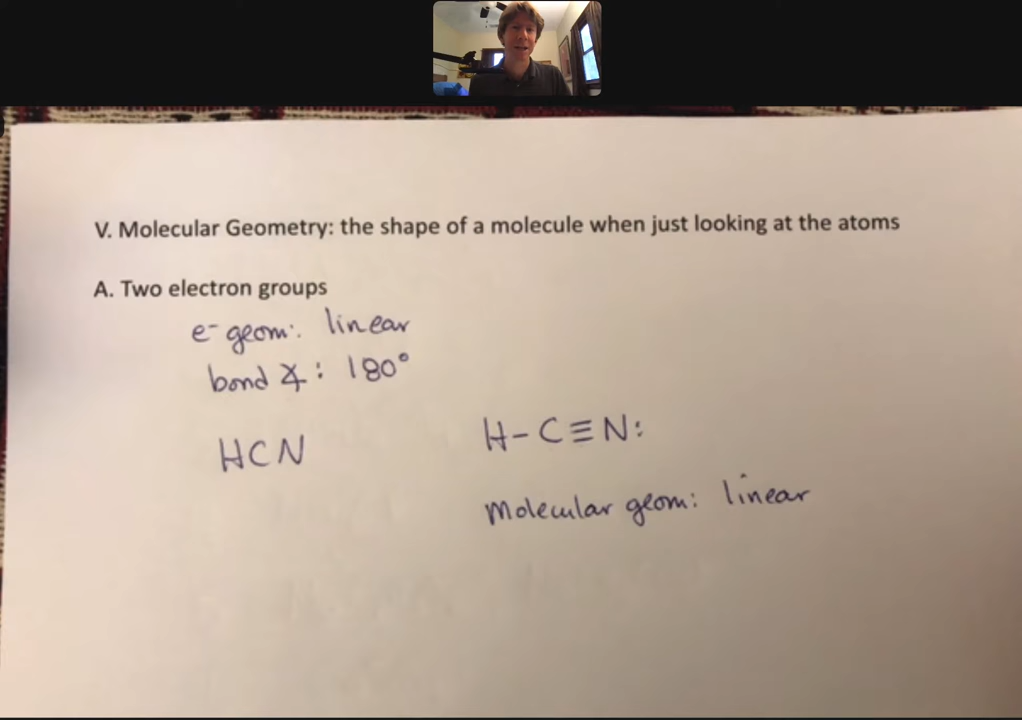 V. Molecular Geometry: the shape of a molecule when just looking at the atoms
A. Two electron groups
e⁻ geom: linear
bond ∡: 180°
HCN
H-C≡N:
Molecular geom: linear